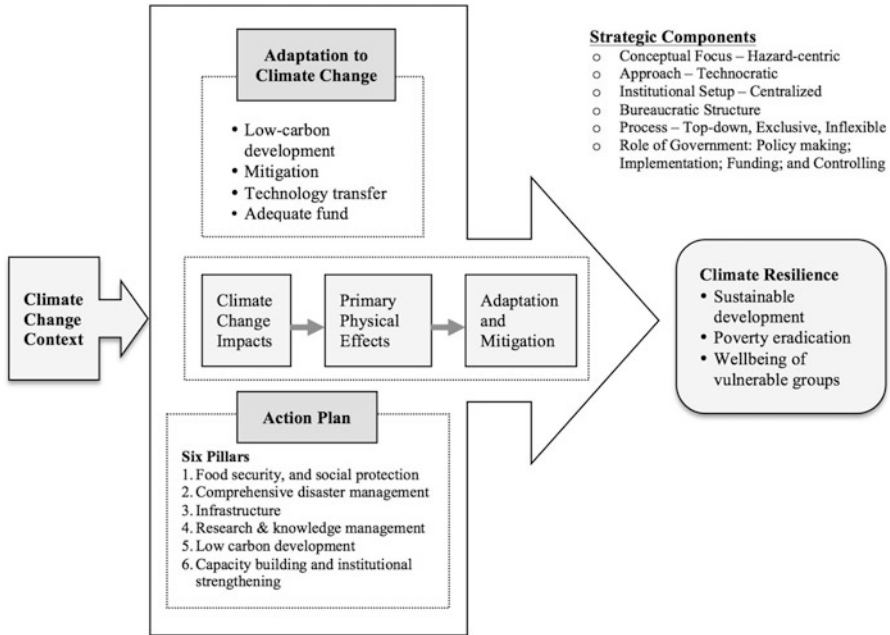 Adaptation to
Climate Change
• Low-carbon
development
• Mitigation
• Technology transfer
• Adequate fund
Strategic Components
o Conceptual Focus – Hazard-centric
o Approach – Technocratic
o Institutional Setup – Centralized
o Bureaucratic Structure
o Process – Top-down, Exclusive, Inflexible
o Role of Government: Policy making;
Implementation; Funding; and Controlling
Climate
Change
Context
Climate
Change
Impacts
Primary
Physical
Effects
Adaptation
and
Mitigation
Climate Resilience
• Sustainable
development
• Poverty eradication
• Wellbeing of
vulnerable groups
Action Plan
Six Pillars
1. Food security, and social protection
2. Comprehensive disaster management
3. Infrastructure
4. Research & knowledge management
5. Low carbon development
6. Capacity building and institutional
strengthening